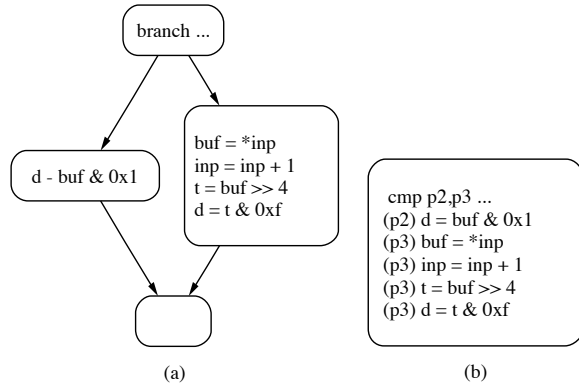 branch ...
buf = *inp
inp = inp + 1
t = buf >> 4
d = t & 0xf
d - buf & 0x1
cmp p2,p3 ...
(p2) d = buf & 0x1
(p3) buf = *inp
(p3) inp = inp + 1
(p3) t = buf >> 4
(p3) d = t & 0xf
(a)
(b)